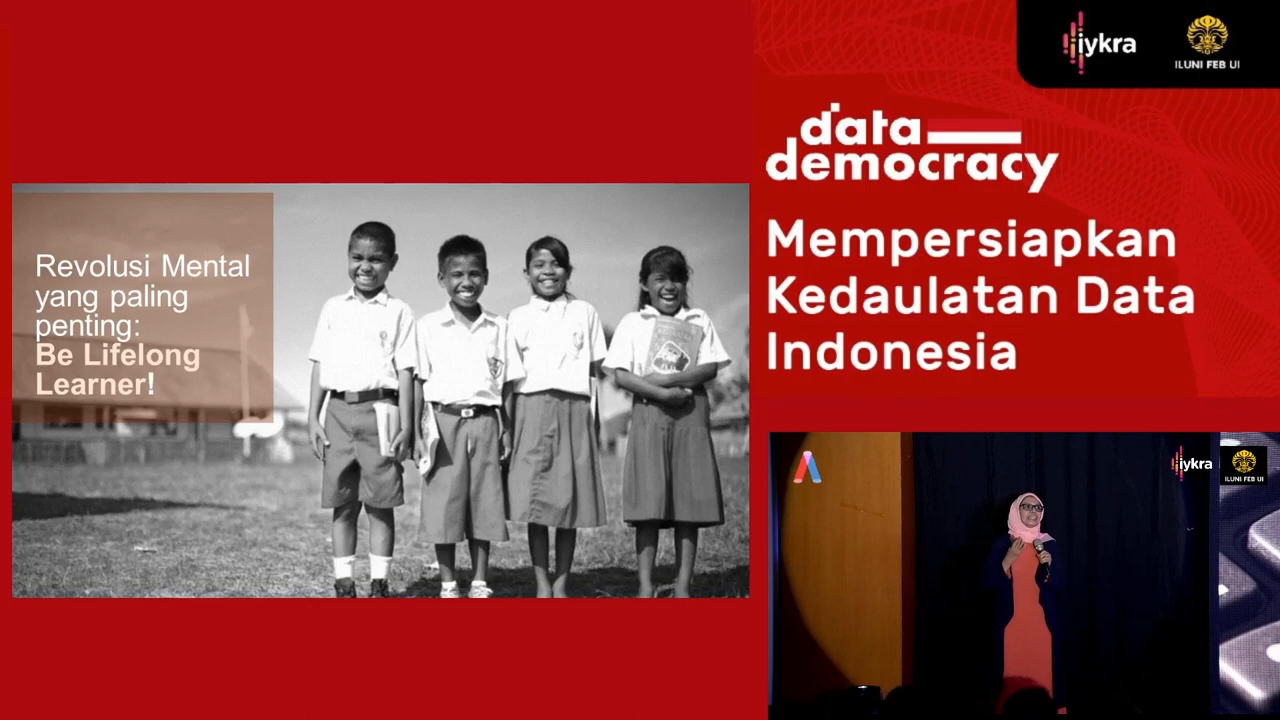 Revolusi Mental
yang paling
penting:
Be Lifelong
Learner!
iykra
ILUNI FEB UI
data
democracy
Mempersiapkan
Kedaulatan Data
Indonesia
iykra
ILUNI FEB UI